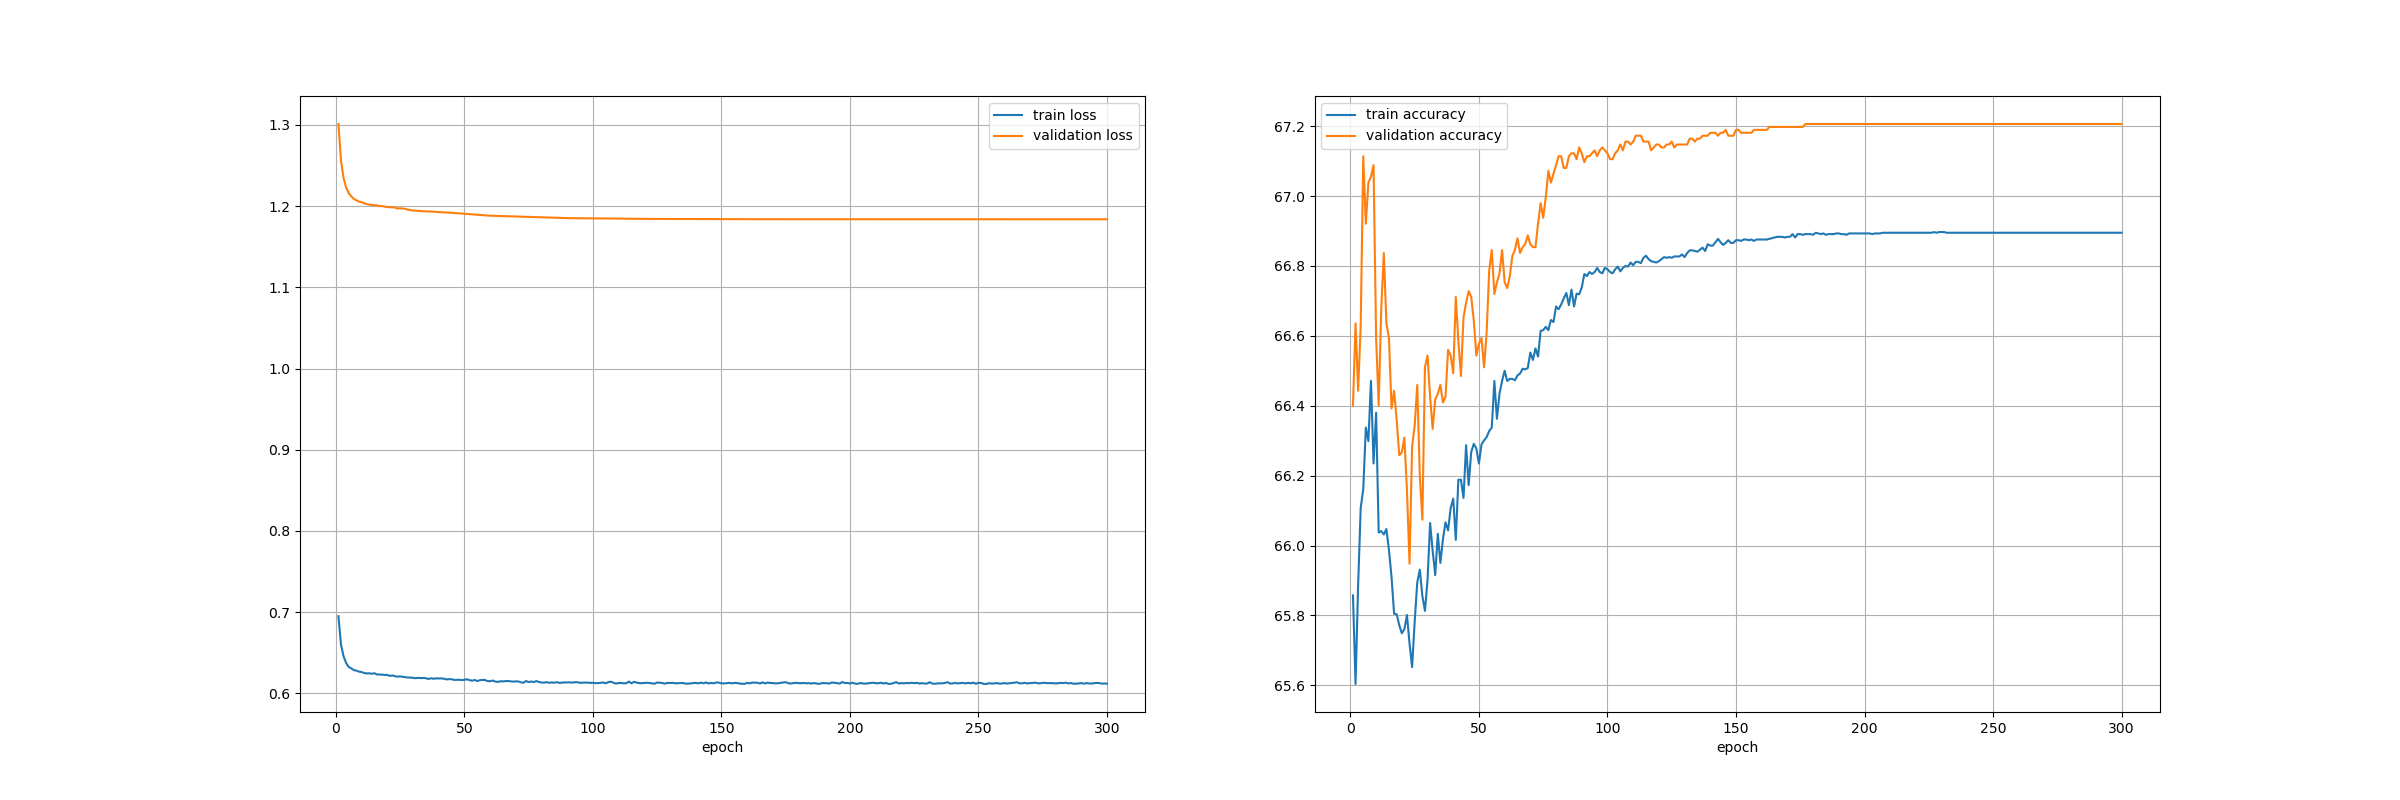 train loss
validation loss
1.3
1.2
1.1
1.0
0.9
0.8
0.7
0.6
0 50 100 150 200 250 300
epoch
train accuracy
validation accuracy
67.2
67.0
66.8
66.6
66.4
66.2
66.0
65.8
65.6
0 50 100 150 200 250 300
epoch